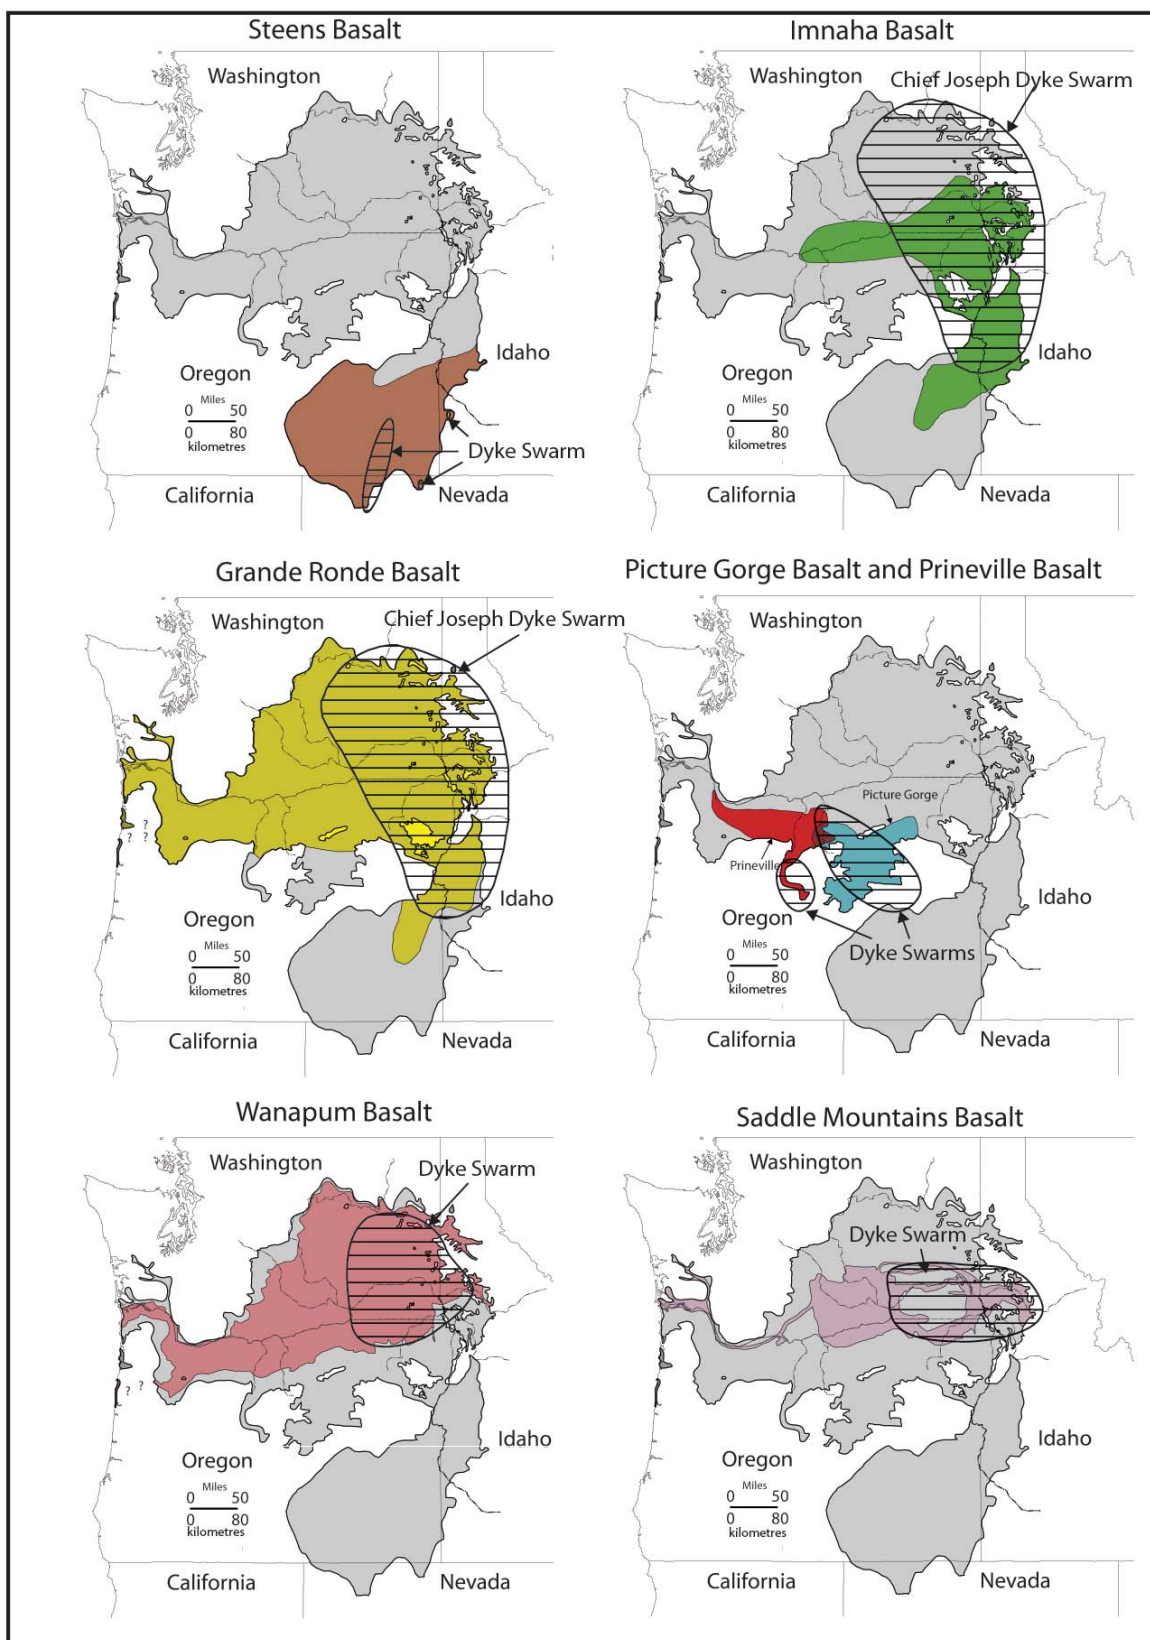 Steens Basalt
Washington
Idaho
Oregon
Miles
0 50
0 80
kilometres
Dyke Swarm
California
Nevada
Imnaha Basalt
Washington
Chief Joseph Dyke Swarm
Idaho
Oregon
Miles
0 50
0 80
kilometres
California
Nevada
Grande Ronde Basalt
Washington
Chief Joseph Dyke Swarm
? 
? ?
Idaho
Oregon
Miles
0 50
0 80
kilometres
California
Nevada
Picture Gorge Basalt and Prineville Basalt
Washington
Picture Gorge
Prineville
Idaho
Oregon
Miles
0 50
0 80
kilometres
Dyke Swarms
California
Nevada
Wanapum Basalt
Washington
Dyke Swarm
? ?
Idaho
Oregon
Miles
0 50
0 80
kilometres
California
Nevada
Saddle Mountains Basalt
Washington
Dyke Swarm
Idaho
Oregon
Miles
0 50
0 80
kilometres
California
Nevada